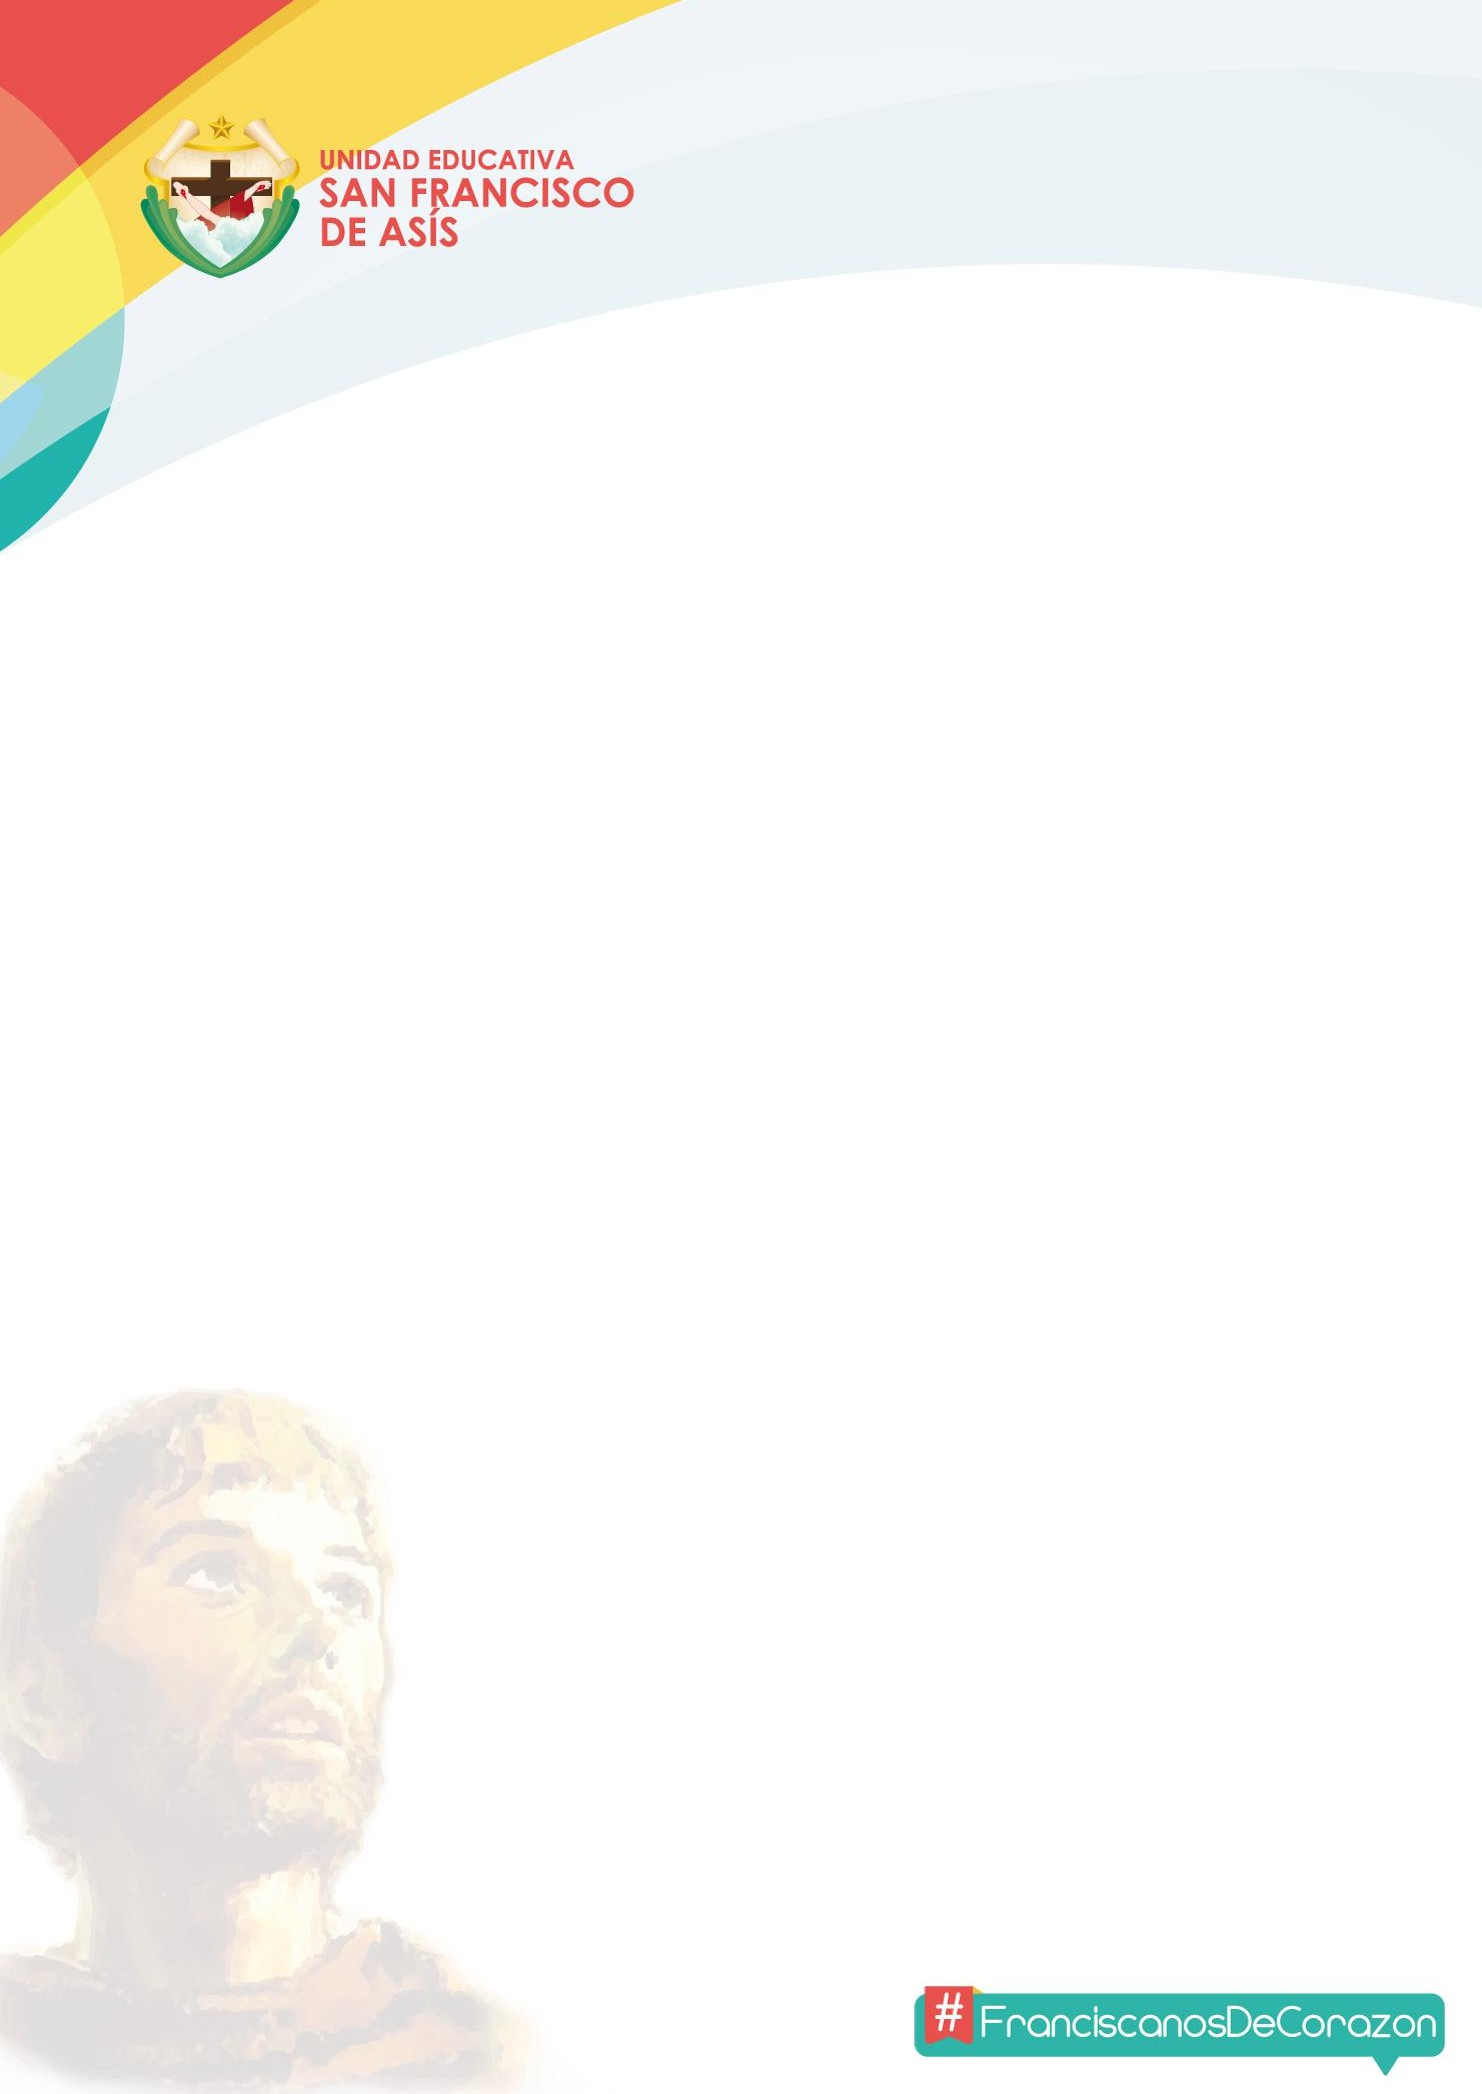 UNIDAD EDUCATIVA
SAN FRANCISCO
DE ASÍS
#FranciscanosDeCorazon